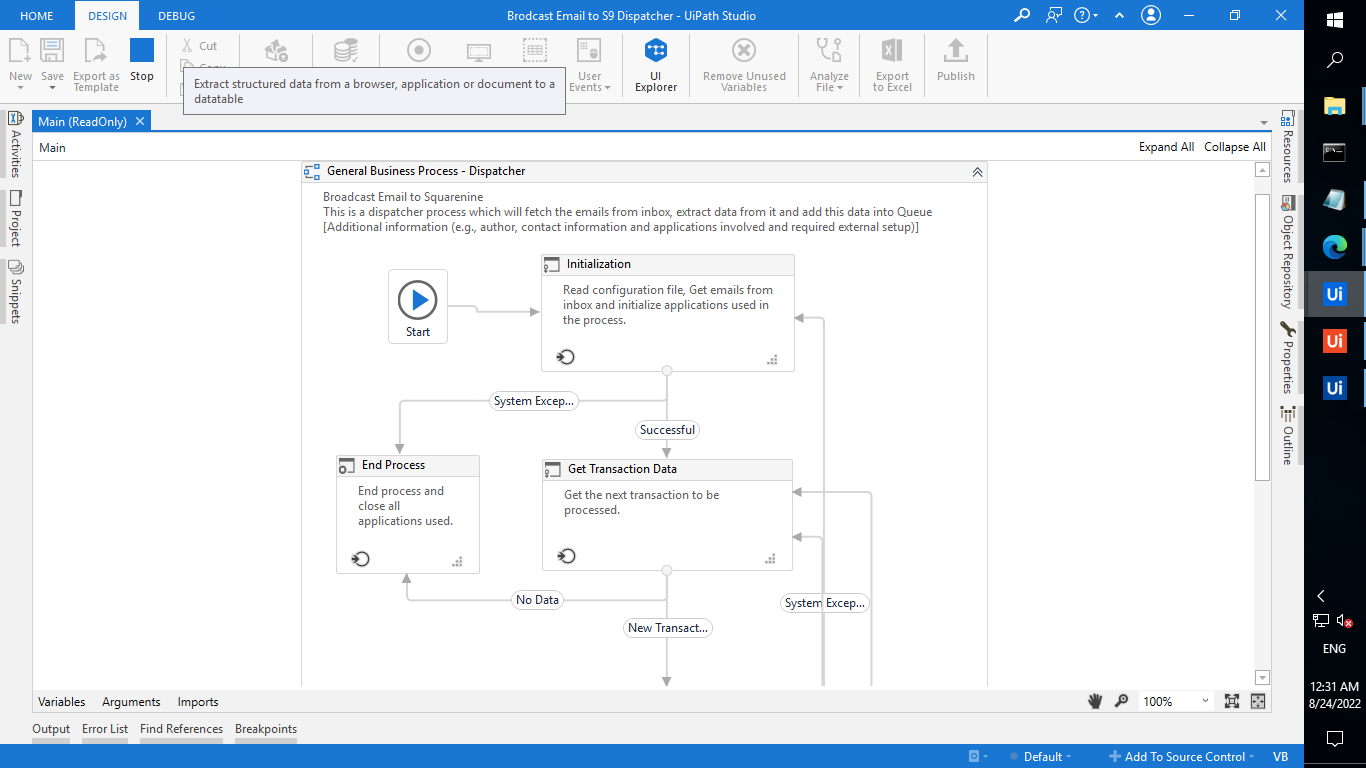 HOME
DESIGN
DEBUG
Brodcast Email to S9 Dispatcher - UiPath Studio
New
Save
Export as
Template
Stop
Cut
Copy
User
Events
UI
Explorer
Remove Unused
Variables
Analyze
File
Export
to Excel
Publish
Extract structured data from a browser, application or document to a
datatable
Main (ReadOnly)
Main
Expand All
Collapse All
Activities
Project
Snippets
Resources
Object Repository
Properties
Outline
General Business Process - Dispatcher
Broadcast Email to Squarenine
This is a dispatcher process which will fetch the emails from inbox, extract data from it and add this data into Queue
[Additional information (e.g., author, contact information and applications involved and required external setup)]
Start
Initialization
Read configuration file, Get emails from
inbox and initialize applications used in
the process.
System Excep...
Successful
End Process
End process and
close all
applications used.
Get Transaction Data
Get the next transaction to be
processed.
No Data
System Excep...
New Transact...
Variables
Arguments
Imports
100%
Output
Error List
Find References
Breakpoints
Default
Add To Source Control
VB
Ui
Ui
Ui
ENG
12:31 AM
8/24/2022